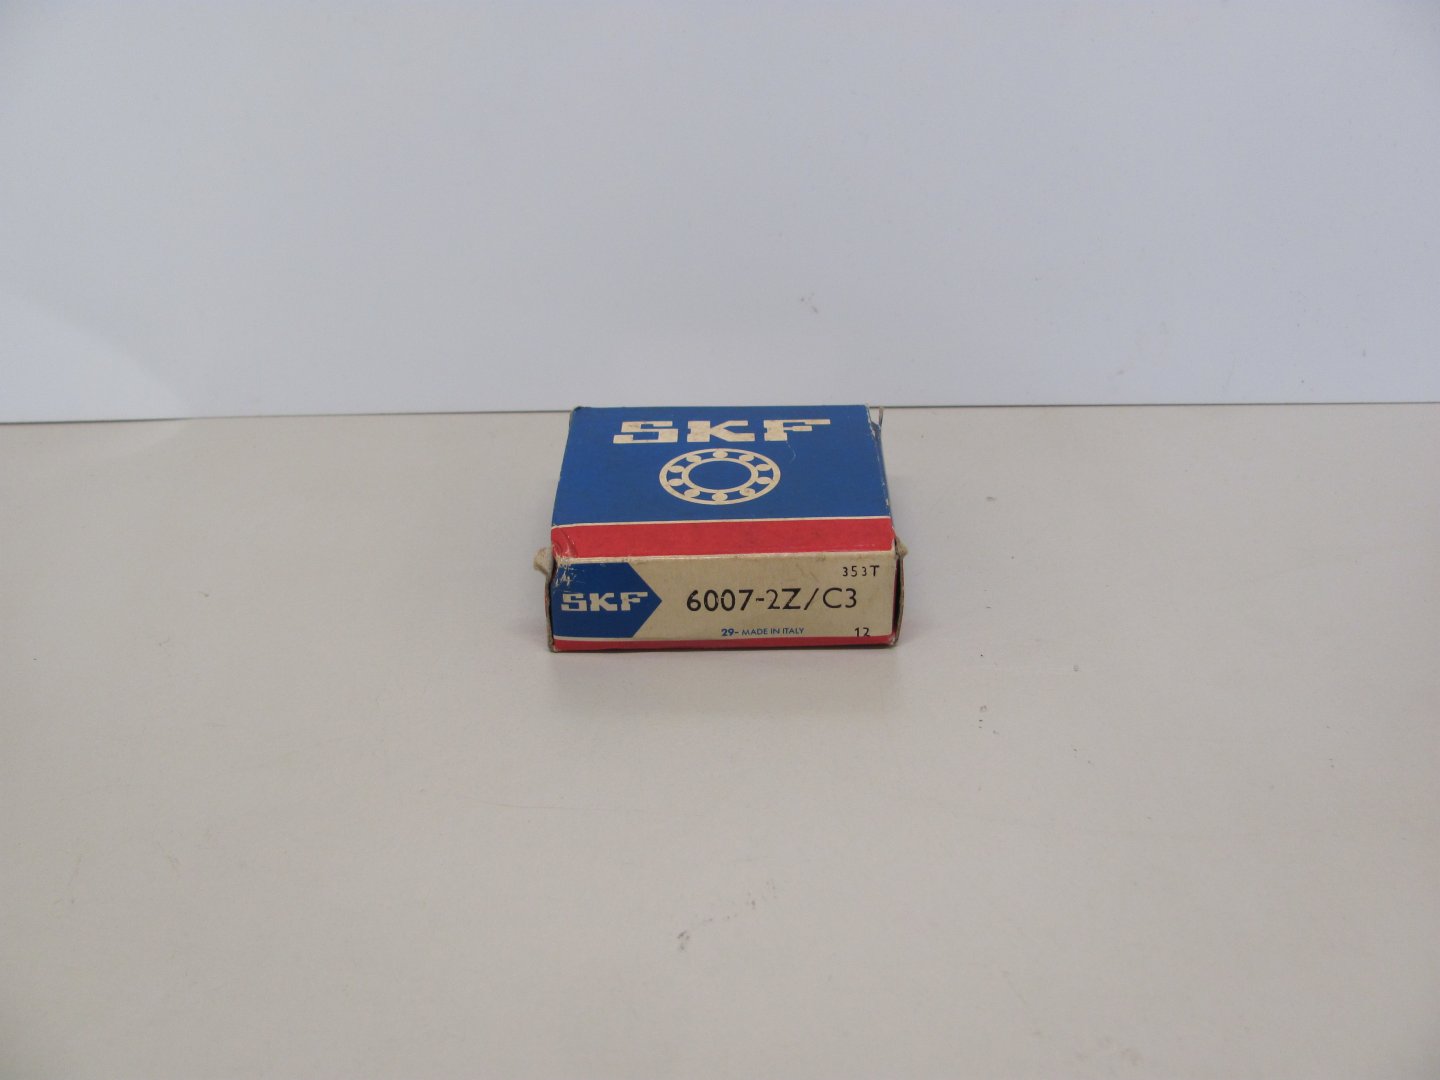 SKF
353T
SKF 6007-2Z/C3
29- MADE IN ITALY 12